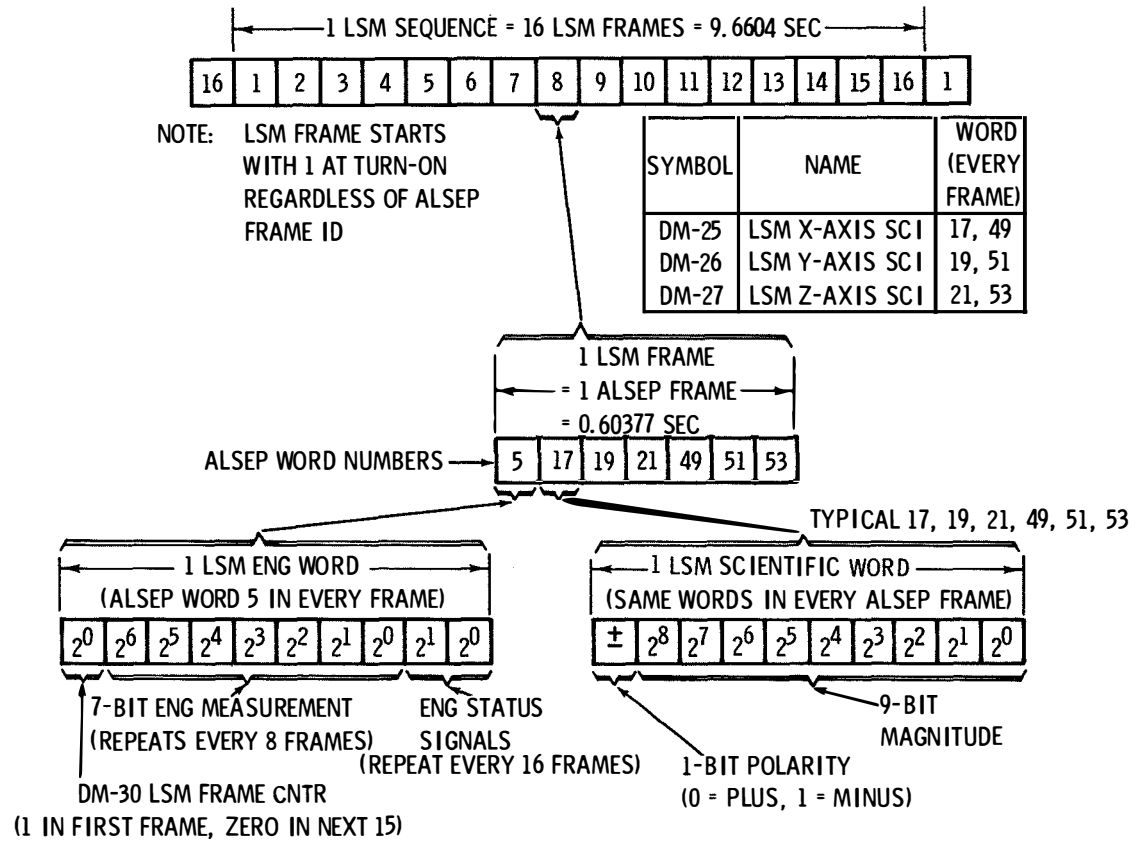 1 LSM SEQUENCE = 16 LSM FRAMES = 9.6604 SEC
16 1 2 3 4 5 6 7 8 9 10 11 12 13 14 15 16 1
NOTE: LSM FRAME STARTS
WITH 1 AT TURN-ON
REGARDLESS OF ALSEP
FRAME ID
SYMBOL NAME WORD (EVERY FRAME)
DM-25 LSM X-AXIS SCI 17, 49
DM-26 LSM Y-AXIS SCI 19, 51
DM-27 LSM Z-AXIS SCI 21, 53
1 LSM FRAME
= 1 ALSEP FRAME
= 0.60377 SEC
ALSEP WORD NUMBERS 5 17 19 21 49 51 53
TYPICAL 17, 19, 21, 49, 51, 53
1 LSM ENG WORD
(ALSEP WORD 5 IN EVERY FRAME)
2⁰ 2⁶ 2⁵ 2⁴ 2³ 2² 2¹ 2⁰ 2¹ 2⁰
7-BIT ENG MEASUREMENT
(REPEATS EVERY 8 FRAMES)
ENG STATUS
SIGNALS
(REPEAT EVERY 16 FRAMES)
DM-30 LSM FRAME CNTR
(1 IN FIRST FRAME, ZERO IN NEXT 15)
1 LSM SCIENTIFIC WORD
(SAME WORDS IN EVERY ALSEP FRAME)
± 2⁸ 2⁷ 2⁶ 2⁵ 2⁴ 2³ 2² 2¹ 2⁰
9-BIT
MAGNITUDE
1-BIT POLARITY
(0 = PLUS, 1 = MINUS)